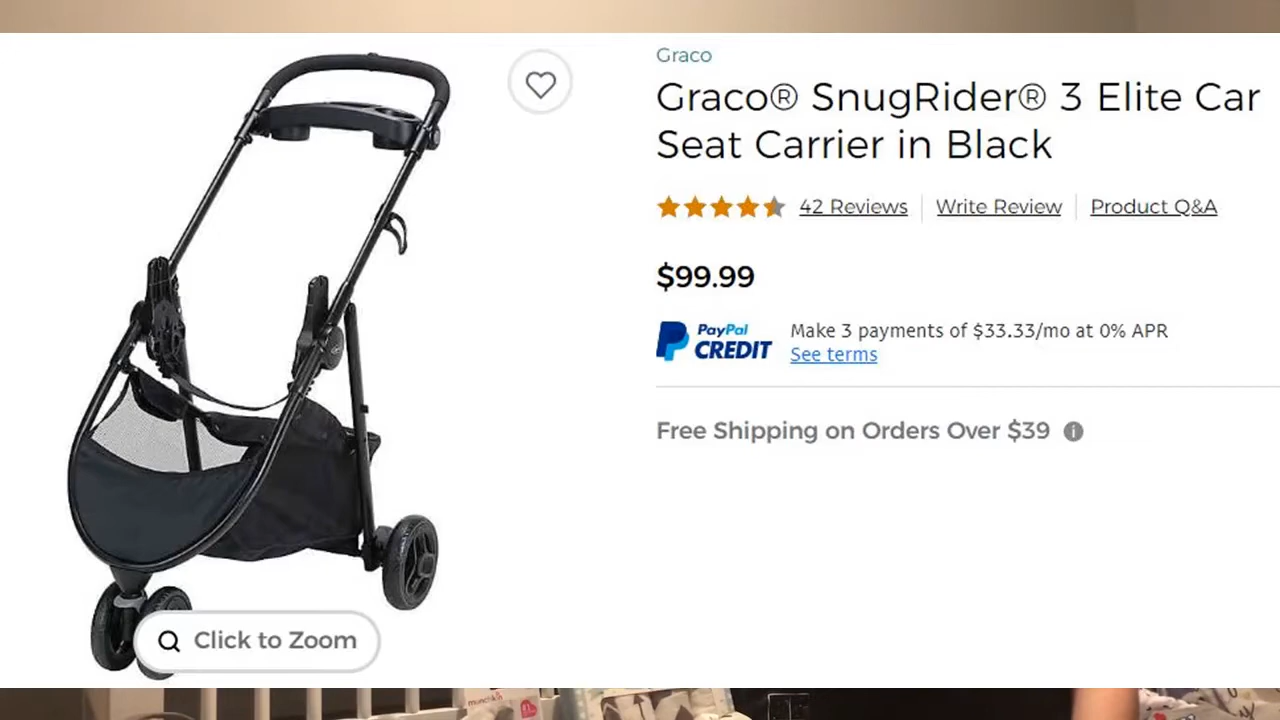 Graco
Graco® SnugRider® 3 Elite Car
Seat Carrier in Black
42 Reviews Write Review Product Q&A
$99.99
PayPal
CREDIT
Make 3 payments of $33.33/mo at 0% APR
See terms
Free Shipping on Orders Over $39
Click to Zoom
munchkin